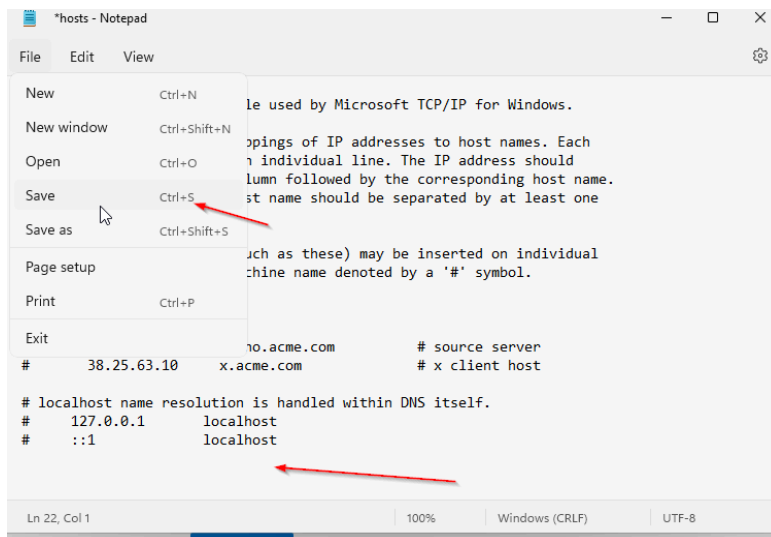 *hosts - Notepad
File Edit View
New Ctrl+N
le used by Microsoft TCP/IP for Windows.
New window Ctrl+Shift+N
ppings of IP addresses to host names. Each
Open Ctrl+O
individual line. The IP address should
lumn followed by the corresponding host name.
Save Ctrl+S
st name should be separated by at least one
Save as Ctrl+Shift+S
uch as these) may be inserted on individual
Page setup
chine name denoted by a '#' symbol.
Print Ctrl+P
Exit
no.acme.com # source server
# 38.25.63.10 x.acme.com # x client host
# localhost name resolution is handled within DNS itself.
# 127.0.0.1 localhost
# ::1 localhost
Ln 22, Col 1 100% Windows (CRLF) UTF-8